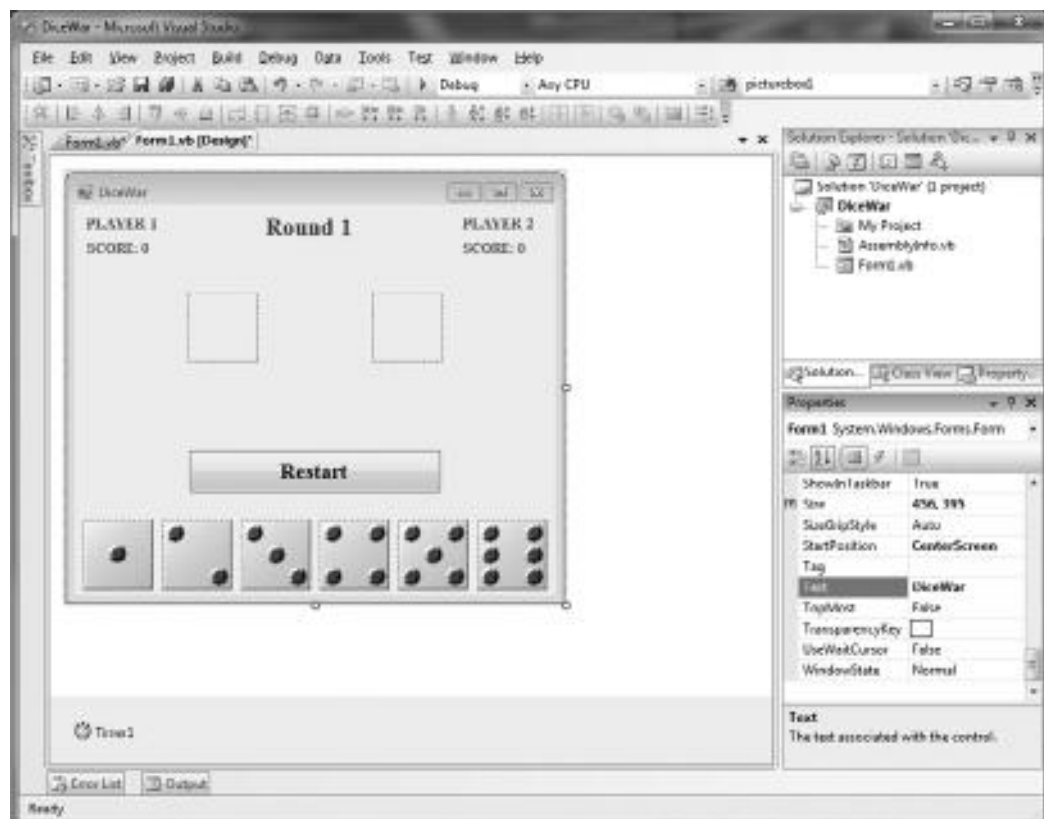 DiceWar - Microsoft Visual Studio
File Edit View Project Build Debug Data Tools Test Window Help
Debug Any CPU picturebox1
Toolbox
Form1.vb* Form1.vb [Design]*
DiceWar
PLAYER 1 Round 1 PLAYER 2
SCORE: 0 SCORE: 0
Restart
Timer1
Error List Output
Ready
Solution Explorer - Solution 'Dic...
Solution 'DiceWar' (1 project)
DiceWar
My Project
AssemblyInfo.vb
Form1.vb
Solution... Class View Property...
Properties
Form1 System.Windows.Forms.Form
ShowInTaskbar True
Size 456, 395
SizeGripStyle Auto
StartPosition CenterScreen
Tag
Text DiceWar
TopMost False
TransparencyKey
UseWaitCursor False
WindowState Normal
Text
The text associated with the control.